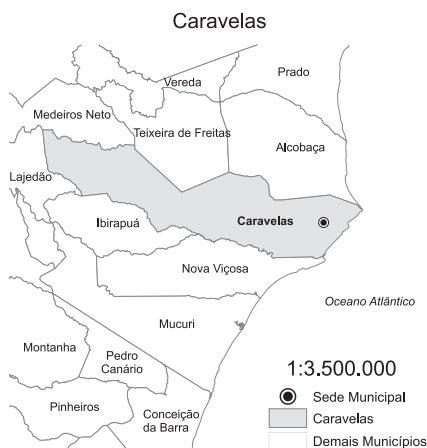 Caravelas
Prado
Vereda
Medeiros Neto
Teixeira de Freitas
Alcobaça
Lajedão
Ibirapuá
Caravelas
Nova Viçosa
Oceano Atlântico
Mucuri
Montanha
Pedro
Canário
Pinheiros
Conceição
da Barra
1:3.500.000
Sede Municipal
Caravelas
Demais Municípios